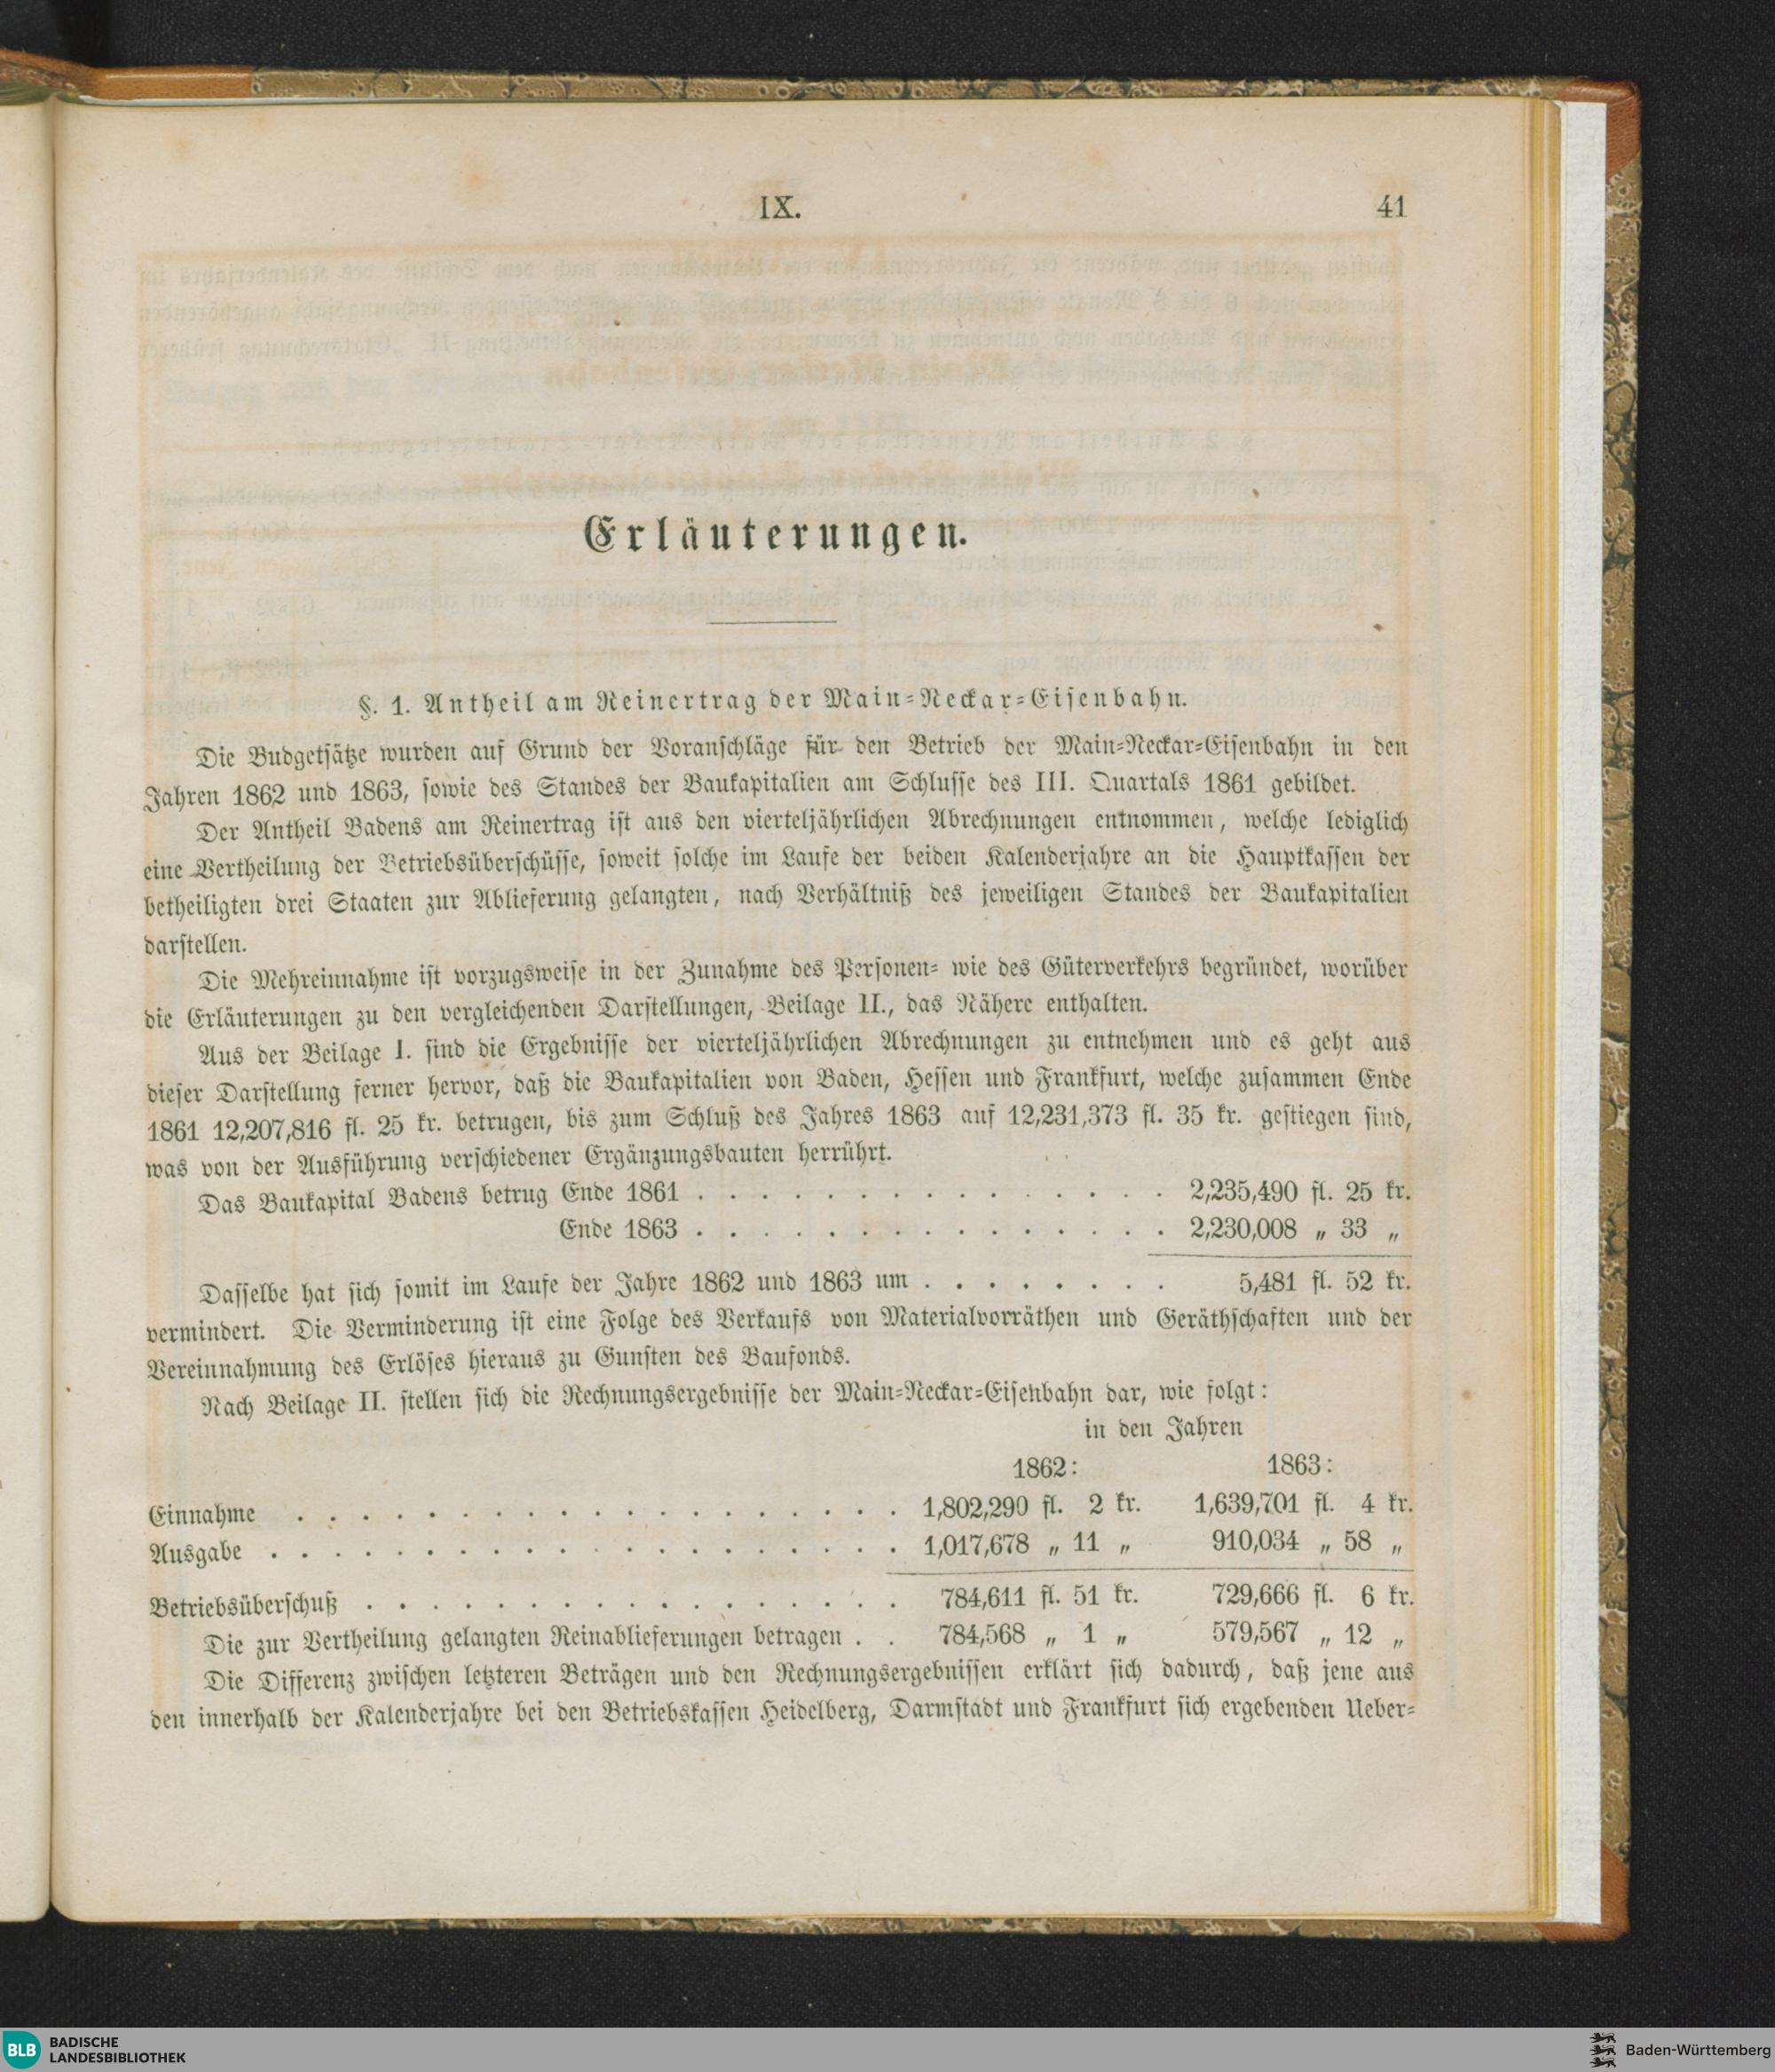 IX.
41
Erläuterungen.
§. 1. Antheil am Reinertrag der Main-Neckar-Eisenbahn.
Die Budgetsätze wurden auf Grund der Voranschläge für den Betrieb der Main-Neckar-Eisenbahn in den
Jahren 1862 und 1863, sowie des Standes der Baukapitalien am Schlusse des III. Quartals 1861 gebildet.
Der Antheil Badens am Reinertrag ist aus den vierteljährlichen Abrechnungen entnommen, welche lediglich
eine Vertheilung der Betriebsüberschüsse, soweit solche im Laufe der beiden Kalenderjahre an die Hauptkassen der
betheiligten drei Staaten zur Ablieferung gelangten, nach Verhältniß des jeweiligen Standes der Baukapitalien
darstellen.
Die Mehreinnahme ist vorzugsweise in der Zunahme des Personen- wie des Güterverkehrs begründet, worüber
die Erläuterungen zu den vergleichenden Darstellungen, Beilage II., das Nähere enthalten.
Aus der Beilage I. sind die Ergebnisse der vierteljährlichen Abrechnungen zu entnehmen und es geht aus
dieser Darstellung ferner hervor, daß die Baukapitalien von Baden, Hessen und Frankfurt, welche zusammen Ende
1861 12,207,816 fl. 25 kr. betrugen, bis zum Schluß des Jahres 1863 auf 12,231,373 fl. 35 kr. gestiegen sind,
was von der Ausführung verschiedener Ergänzungsbauten herrührt.
Das Baukapital Badens betrug Ende 1861 . . . . . . . . . . . . . . . 2,235,490 fl. 25 kr.
Ende 1863 . . . . . . . . . . . . . . . 2,230,008 „ 33 „
Dasselbe hat sich somit im Laufe der Jahre 1862 und 1863 um . . . . . . . . 5,481 fl. 52 kr.
vermindert. Die Verminderung ist eine Folge des Verkaufs von Materialvorräthen und Geräthschaften und der
Vereinnahmung des Erlöses hieraus zu Gunsten des Baufonds.
Nach Beilage II. stellen sich die Rechnungsergebnisse der Main-Neckar-Eisenbahn dar, wie folgt:
in den Jahren
1862: 1863:
Einnahme . . . . . . . . . . . . . . . . . . . 1,802,290 fl. 2 kr. 1,639,701 fl. 4 kr.
Ausgabe . . . . . . . . . . . . . . . . . . . . 1,017,678 „ 11 „ 910,034 „ 58 „
Betriebsüberschuß . . . . . . . . . . . . . . . . . 784,611 fl. 51 kr. 729,666 fl. 6 kr.
Die zur Vertheilung gelangten Reinablieferungen betragen . . 784,568 „ 1 „ 579,567 „ 12 „
Die Differenz zwischen letzteren Beträgen und den Rechnungsergebnissen erklärt sich dadurch, daß jene aus
den innerhalb der Kalenderjahre bei den Betriebskassen Heidelberg, Darmstadt und Frankfurt sich ergebenden Ueber-
BLB BADISCHE
LANDESBIBLIOTHEK
Baden-Württemberg